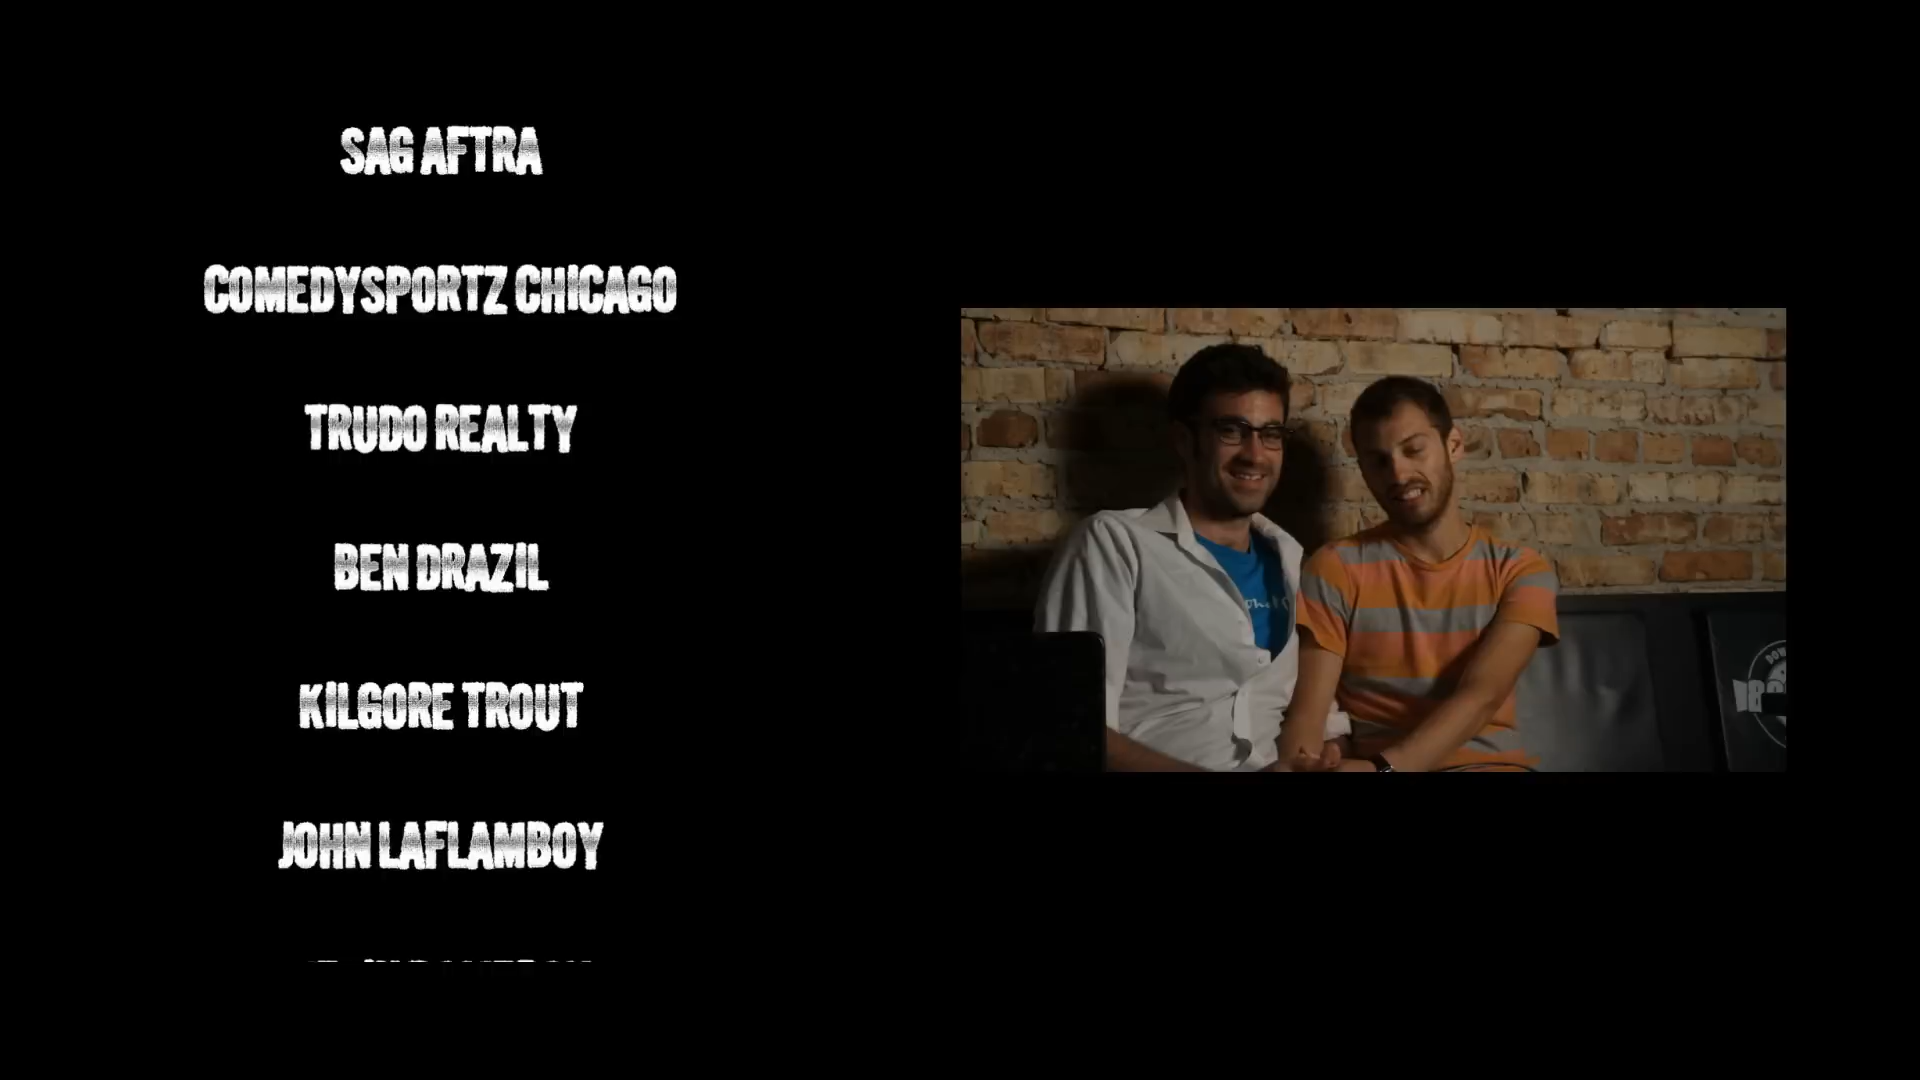 SAG AFTRA
COMEDYSPORTZ CHICAGO
TRUDO REALTY
BEN DRAZIL
KILGORE TROUT
JOHN LAFLAMBOY